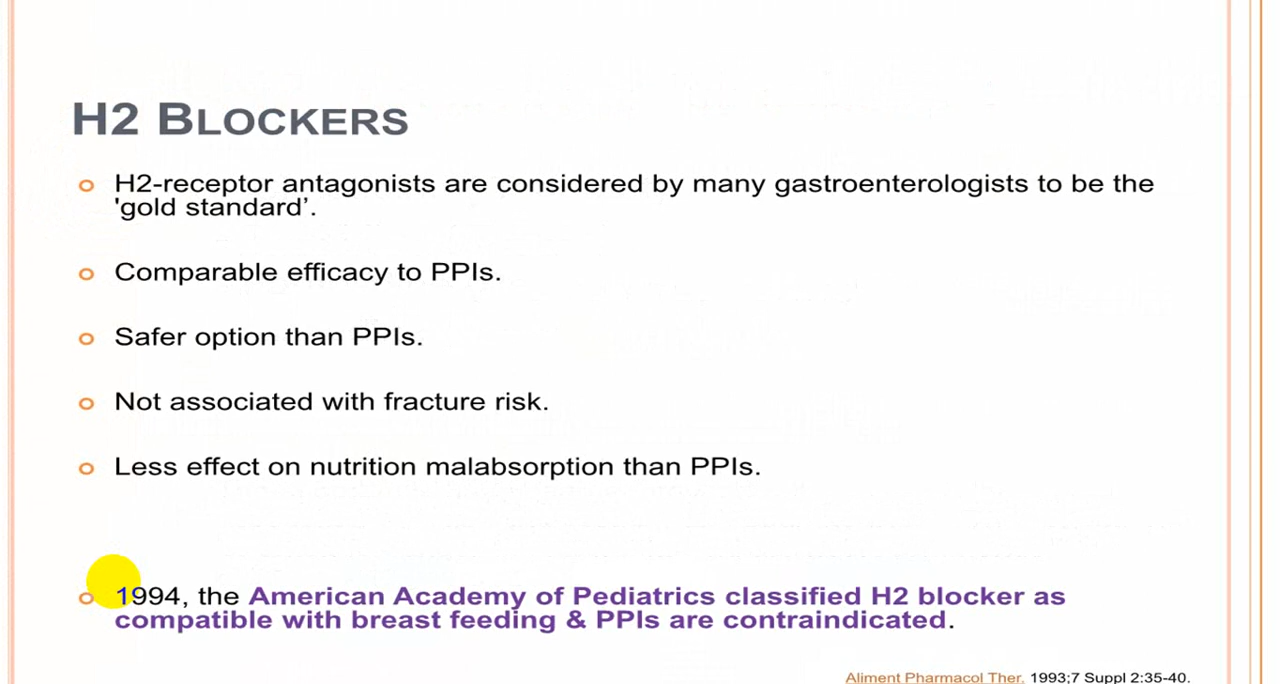 H2 BLOCKERS
H2-receptor antagonists are considered by many gastroenterologists to be the
'gold standard’.
Comparable efficacy to PPIs.
Safer option than PPIs.
Not associated with fracture risk.
Less effect on nutrition malabsorption than PPIs.
1994, the American Academy of Pediatrics classified H2 blocker as
compatible with breast feeding & PPIs are contraindicated.
Aliment Pharmacol Ther. 1993;7 Suppl 2:35-40.